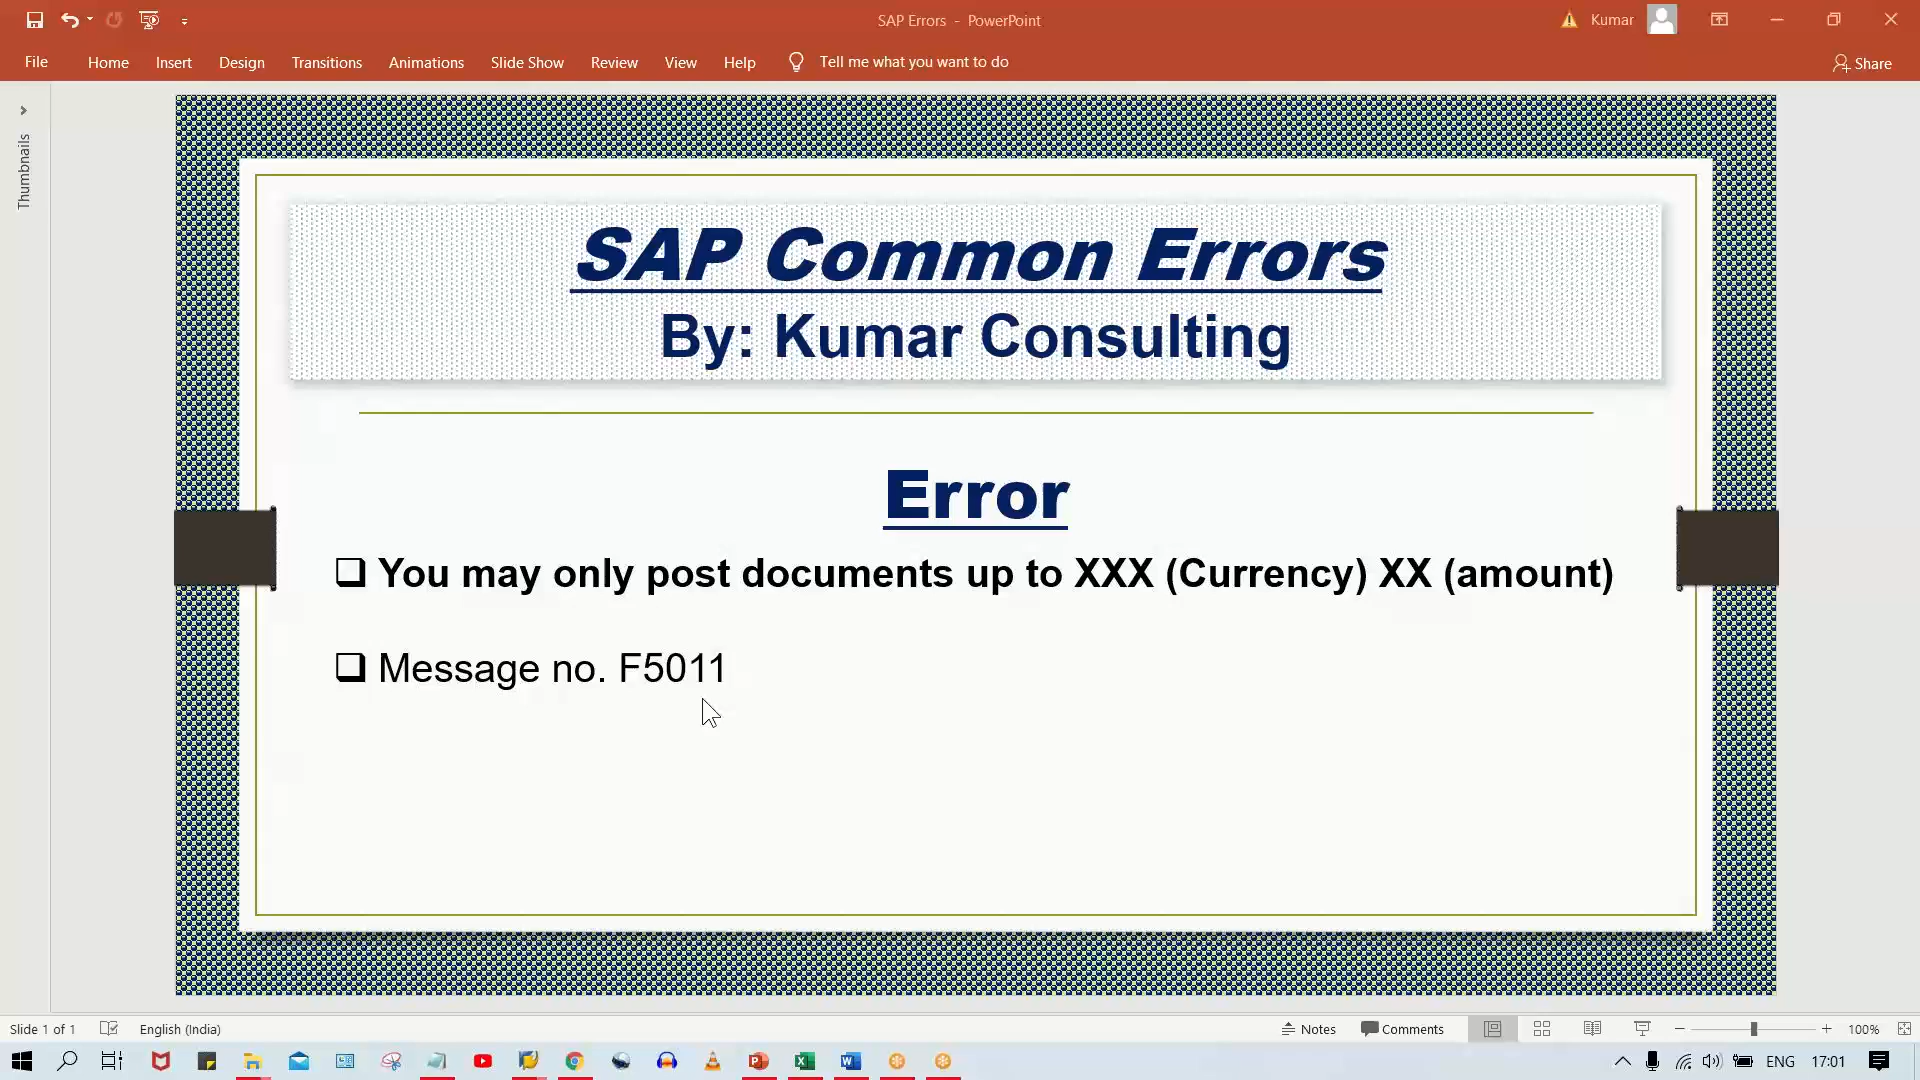 SAP Errors - PowerPoint
Kumar
File Home Insert Design Transitions Animations Slide Show Review View Help Tell me what you want to do
Share
Thumbnails
SAP Common Errors
By: Kumar Consulting
Error
You may only post documents up to XXX (Currency) XX (amount)
Message no. F5011
Slide 1 of 1 English (India) Notes Comments 100%
ENG 17:01